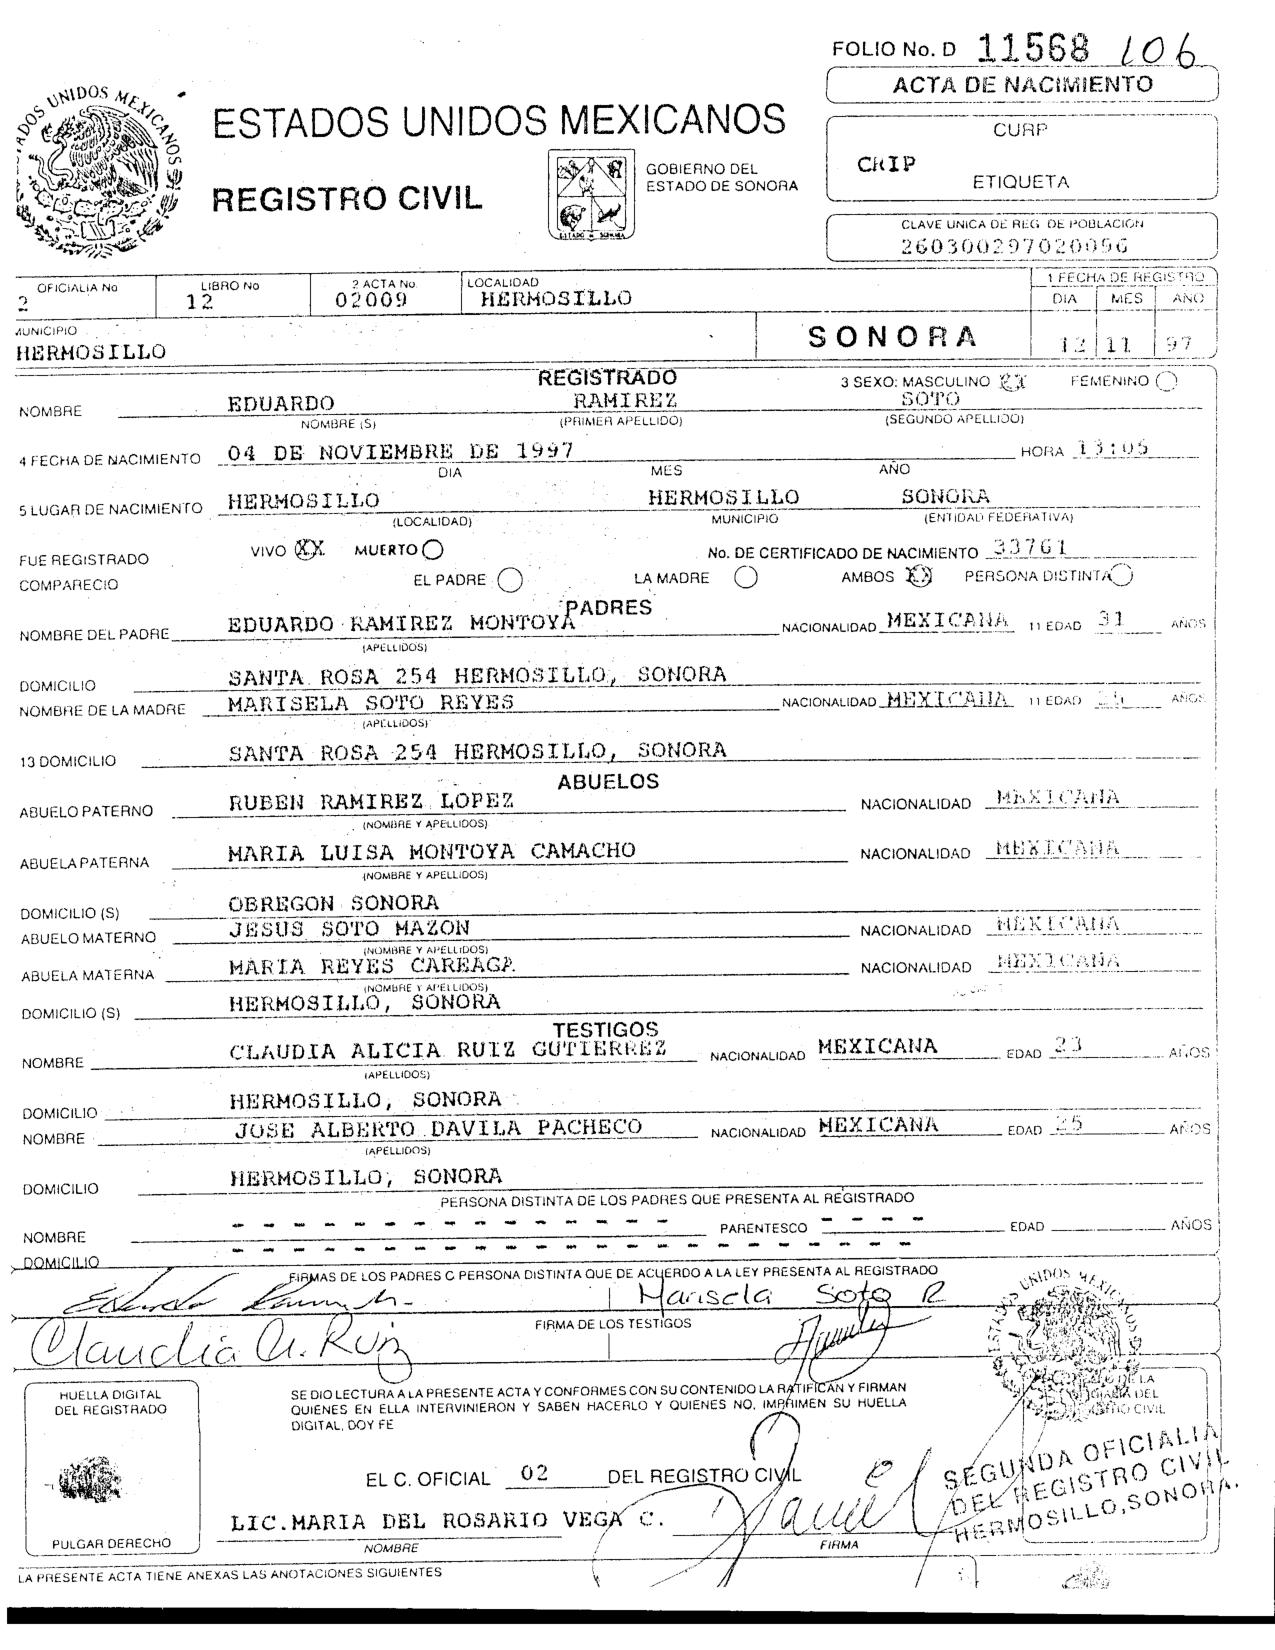 FOLIO No. D 11568 106
ACTA DE NACIMIENTO
ESTADOS UNIDOS MEXICANOS
ESTADOS UNIDOS MEXICANOS
CURP
CRIP
ETIQUETA
REGISTRO CIVIL
GOBIERNO DEL
ESTADO DE SONORA
ESTADO DE SONORA
CLAVE UNICA DE REG. DE POBLACION
260300297020096
OFICIALIA No LIBRO No 2 ACTA No. LOCALIDAD 1 FECHA DE REGISTRO
2 12 02009 HERMOSILLO DIA MES AÑO
MUNICIPIO
HERMOSILLO SONORA 12 11 97
REGISTRADO 3 SEXO: MASCULINO XX FEMENINO
NOMBRE EDUARDO RAMIREZ SOTO
NOMBRE (S) (PRIMER APELLIDO) (SEGUNDO APELLIDO)
4 FECHA DE NACIMIENTO 04 DE NOVIEMBRE DE 1997 HORA 13:05
DIA MES AÑO
5 LUGAR DE NACIMIENTO HERMOSILLO HERMOSILLO SONORA
(LOCALIDAD) MUNICIPIO (ENTIDAD FEDERATIVA)
FUE REGISTRADO VIVO XX MUERTO No. DE CERTIFICADO DE NACIMIENTO 33761
COMPARECIO EL PADRE LA MADRE AMBOS XX PERSONA DISTINTA
PADRES
NOMBRE DEL PADRE EDUARDO RAMIREZ MONTOYA NACIONALIDAD MEXICANA 11 EDAD 31 AÑOS
(APELLIDOS)
DOMICILIO SANTA ROSA 254 HERMOSILLO, SONORA
NOMBRE DE LA MADRE MARISELA SOTO REYES NACIONALIDAD MEXICANA 11 EDAD AÑOS
(APELLIDOS)
13 DOMICILIO SANTA ROSA 254 HERMOSILLO, SONORA
ABUELOS
ABUELO PATERNO RUBEN RAMIREZ LOPEZ NACIONALIDAD MEXICANA
(NOMBRE Y APELLIDOS)
ABUELA PATERNA MARIA LUISA MONTOYA CAMACHO NACIONALIDAD MEXICANA
(NOMBRE Y APELLIDOS)
DOMICILIO (S) OBREGON SONORA
ABUELO MATERNO JESUS SOTO MAZON NACIONALIDAD MEXICANA
(NOMBRE Y APELLIDOS)
ABUELA MATERNA MARIA REYES CAREAGA NACIONALIDAD MEXICANA
(NOMBRE Y APELLIDOS)
DOMICILIO (S) HERMOSILLO, SONORA
TESTIGOS
NOMBRE CLAUDIA ALICIA RUIZ GUTIERREZ NACIONALIDAD MEXICANA EDAD 23 AÑOS
(APELLIDOS)
DOMICILIO HERMOSILLO, SONORA
NOMBRE JOSE ALBERTO DAVILA PACHECO NACIONALIDAD MEXICANA EDAD 25 AÑOS
(APELLIDOS)
DOMICILIO HERMOSILLO, SONORA
PERSONA DISTINTA DE LOS PADRES QUE PRESENTA AL REGISTRADO
NOMBRE - - - - - - - - - - - - - - - PARENTESCO - - - - EDAD AÑOS
DOMICILIO - - - - - - - - - - - - - - - - - - - - - - -
FIRMAS DE LOS PADRES O PERSONA DISTINTA QUE DE ACUERDO A LA LEY PRESENTA AL REGISTRADO
Eduardo Ramirez M. Marisela Soto R
FIRMA DE LOS TESTIGOS
Claudia A. Ruiz
ESTADOS UNIDOS MEXICANOS
HUELLA DIGITAL
DEL REGISTRADO
SE DIO LECTURA A LA PRESENTE ACTA Y CONFORMES CON SU CONTENIDO LA RATIFICAN Y FIRMAN
QUIENES EN ELLA INTERVINIERON Y SABEN HACERLO Y QUIENES NO, IMPRIMEN SU HUELLA
DIGITAL, DOY FE
EL C. OFICIAL 02 DEL REGISTRO CIVIL
SEGUNDA OFICIALIA
DEL REGISTRO CIVIL
HERMOSILLO, SONORA.
LIC. MARIA DEL ROSARIO VEGA C.
PULGAR DERECHO NOMBRE FIRMA
LA PRESENTE ACTA TIENE ANEXAS LAS ANOTACIONES SIGUIENTES